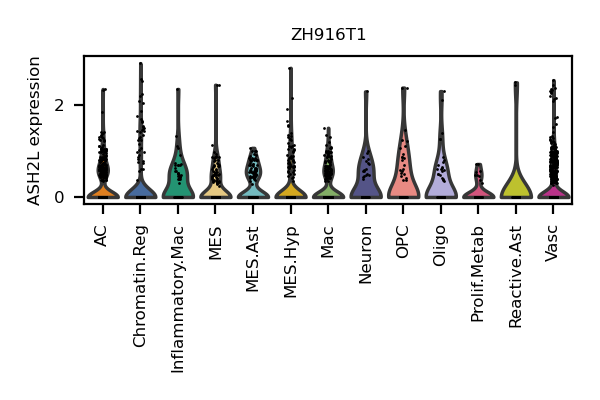 ZH916T1
ASH2L expression
2
0
AC
Chromatin.Reg
Inflammatory.Mac
MES
MES.Ast
MES.Hyp
Mac
Neuron
OPC
Oligo
Prolif.Metab
Reactive.Ast
Vasc